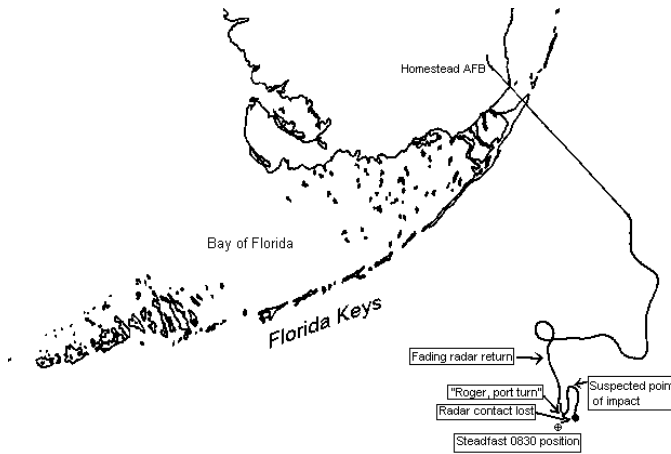 Homestead AFB
Bay of Florida
Florida Keys
Fading radar return
"Roger, port turn"
Suspected point
of impact
Radar contact lost
Steadfast 0830 position